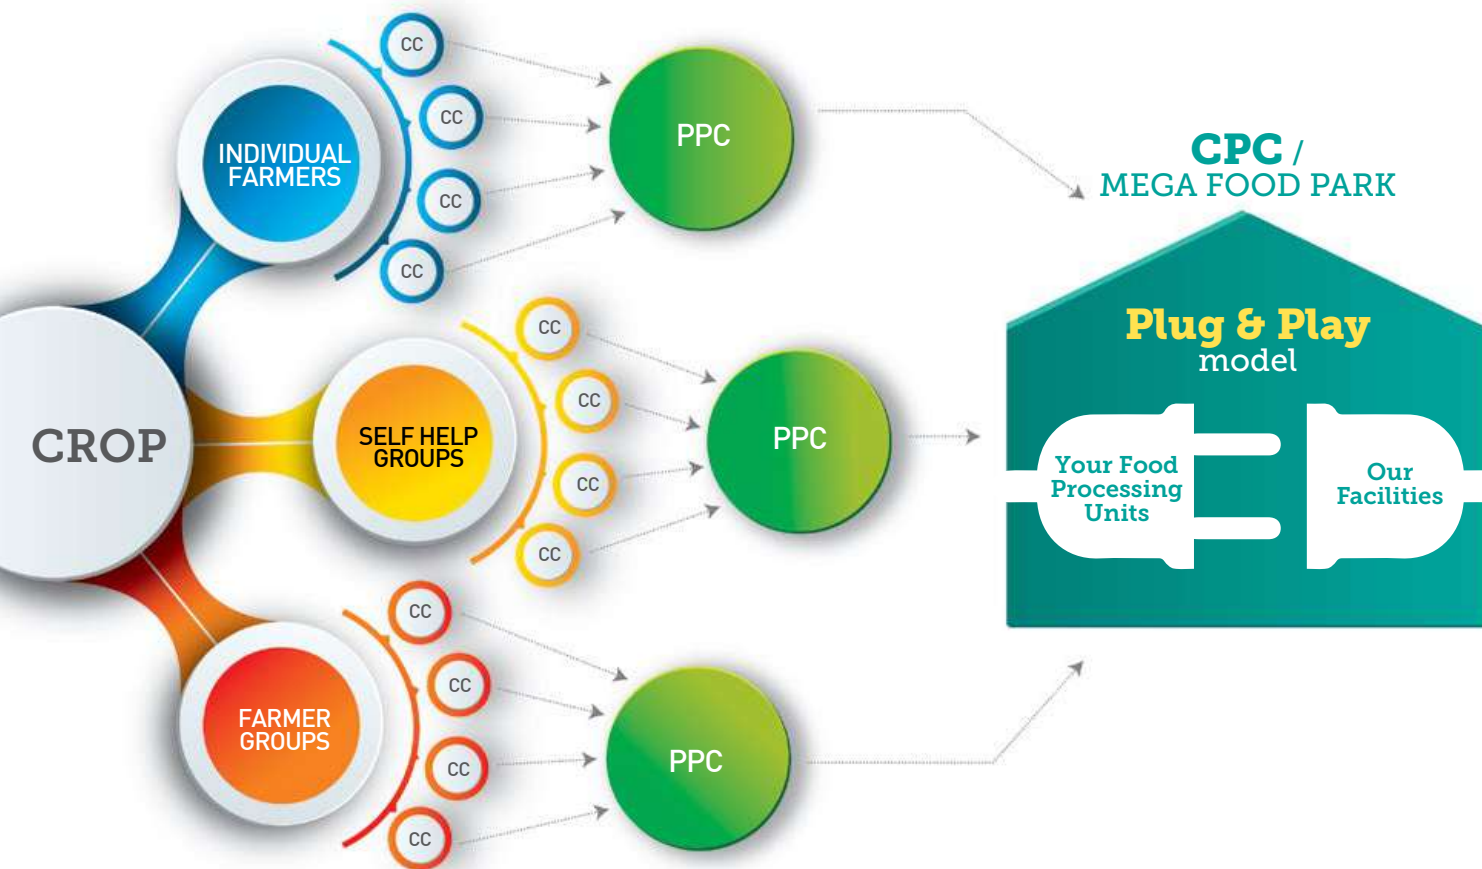 CROP
INDIVIDUAL
FARMERS
CC
CC
CC
CC
PPC
SELF HELP
GROUPS
CC
CC
CC
CC
PPC
FARMER
GROUPS
CC
CC
CC
CC
PPC
CPC /
MEGA FOOD PARK
Plug & Play
model
Your Food
Processing
Units
Our
Facilities